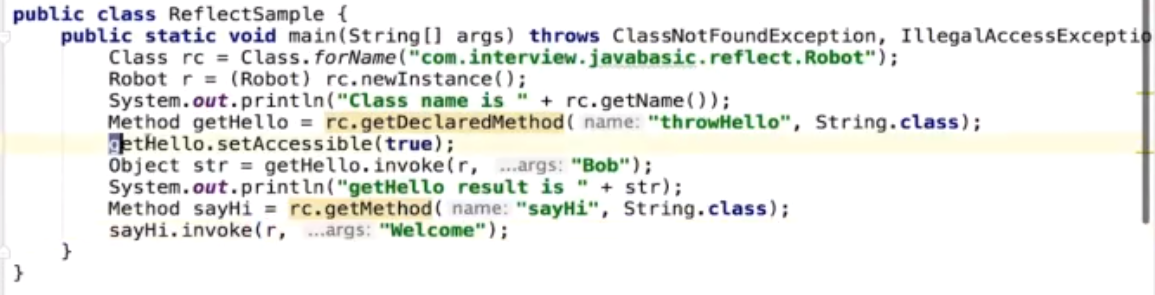 public class ReflectSample {
public static void main(String[] args) throws ClassNotFoundException, IllegalAccessExceptio
Class rc = Class.forName("com.interview.javabasic.reflect.Robot");
Robot r = (Robot) rc.newInstance();
System.out.println("Class name is " + rc.getName());
Method getHello = rc.getDeclaredMethod( name: "throwHello", String.class);
getHello.setAccessible(true);
Object str = getHello.invoke(r, ...args: "Bob");
System.out.println("getHello result is " + str);
Method sayHi = rc.getMethod( name: "sayHi", String.class);
sayHi.invoke(r, ...args: "Welcome");
}
}